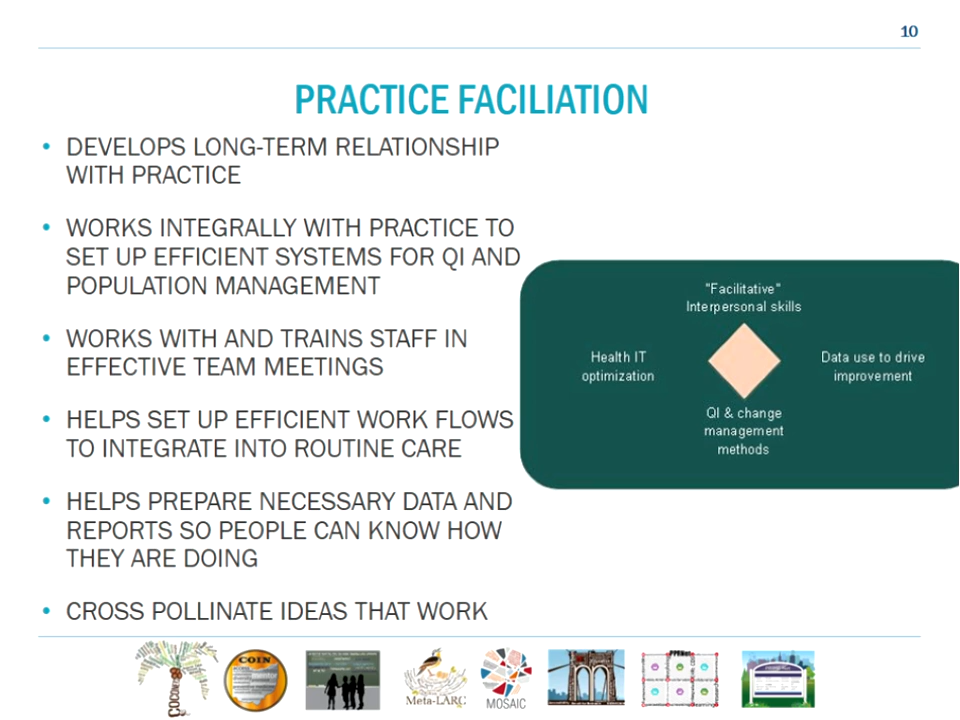 10
PRACTICE FACILIATION
• DEVELOPS LONG-TERM RELATIONSHIP
WITH PRACTICE
• WORKS INTEGRALLY WITH PRACTICE TO
SET UP EFFICIENT SYSTEMS FOR QI AND
POPULATION MANAGEMENT
• WORKS WITH AND TRAINS STAFF IN
EFFECTIVE TEAM MEETINGS
• HELPS SET UP EFFICIENT WORK FLOWS
TO INTEGRATE INTO ROUTINE CARE
• HELPS PREPARE NECESSARY DATA AND
REPORTS SO PEOPLE CAN KNOW HOW
THEY ARE DOING
• CROSS POLLINATE IDEAS THAT WORK
"Facilitative"
Interpersonal skills
Health IT
optimization
Data use to drive
improvement
QI & change
management
methods
COIN
Meta-LARC
MOSAIC